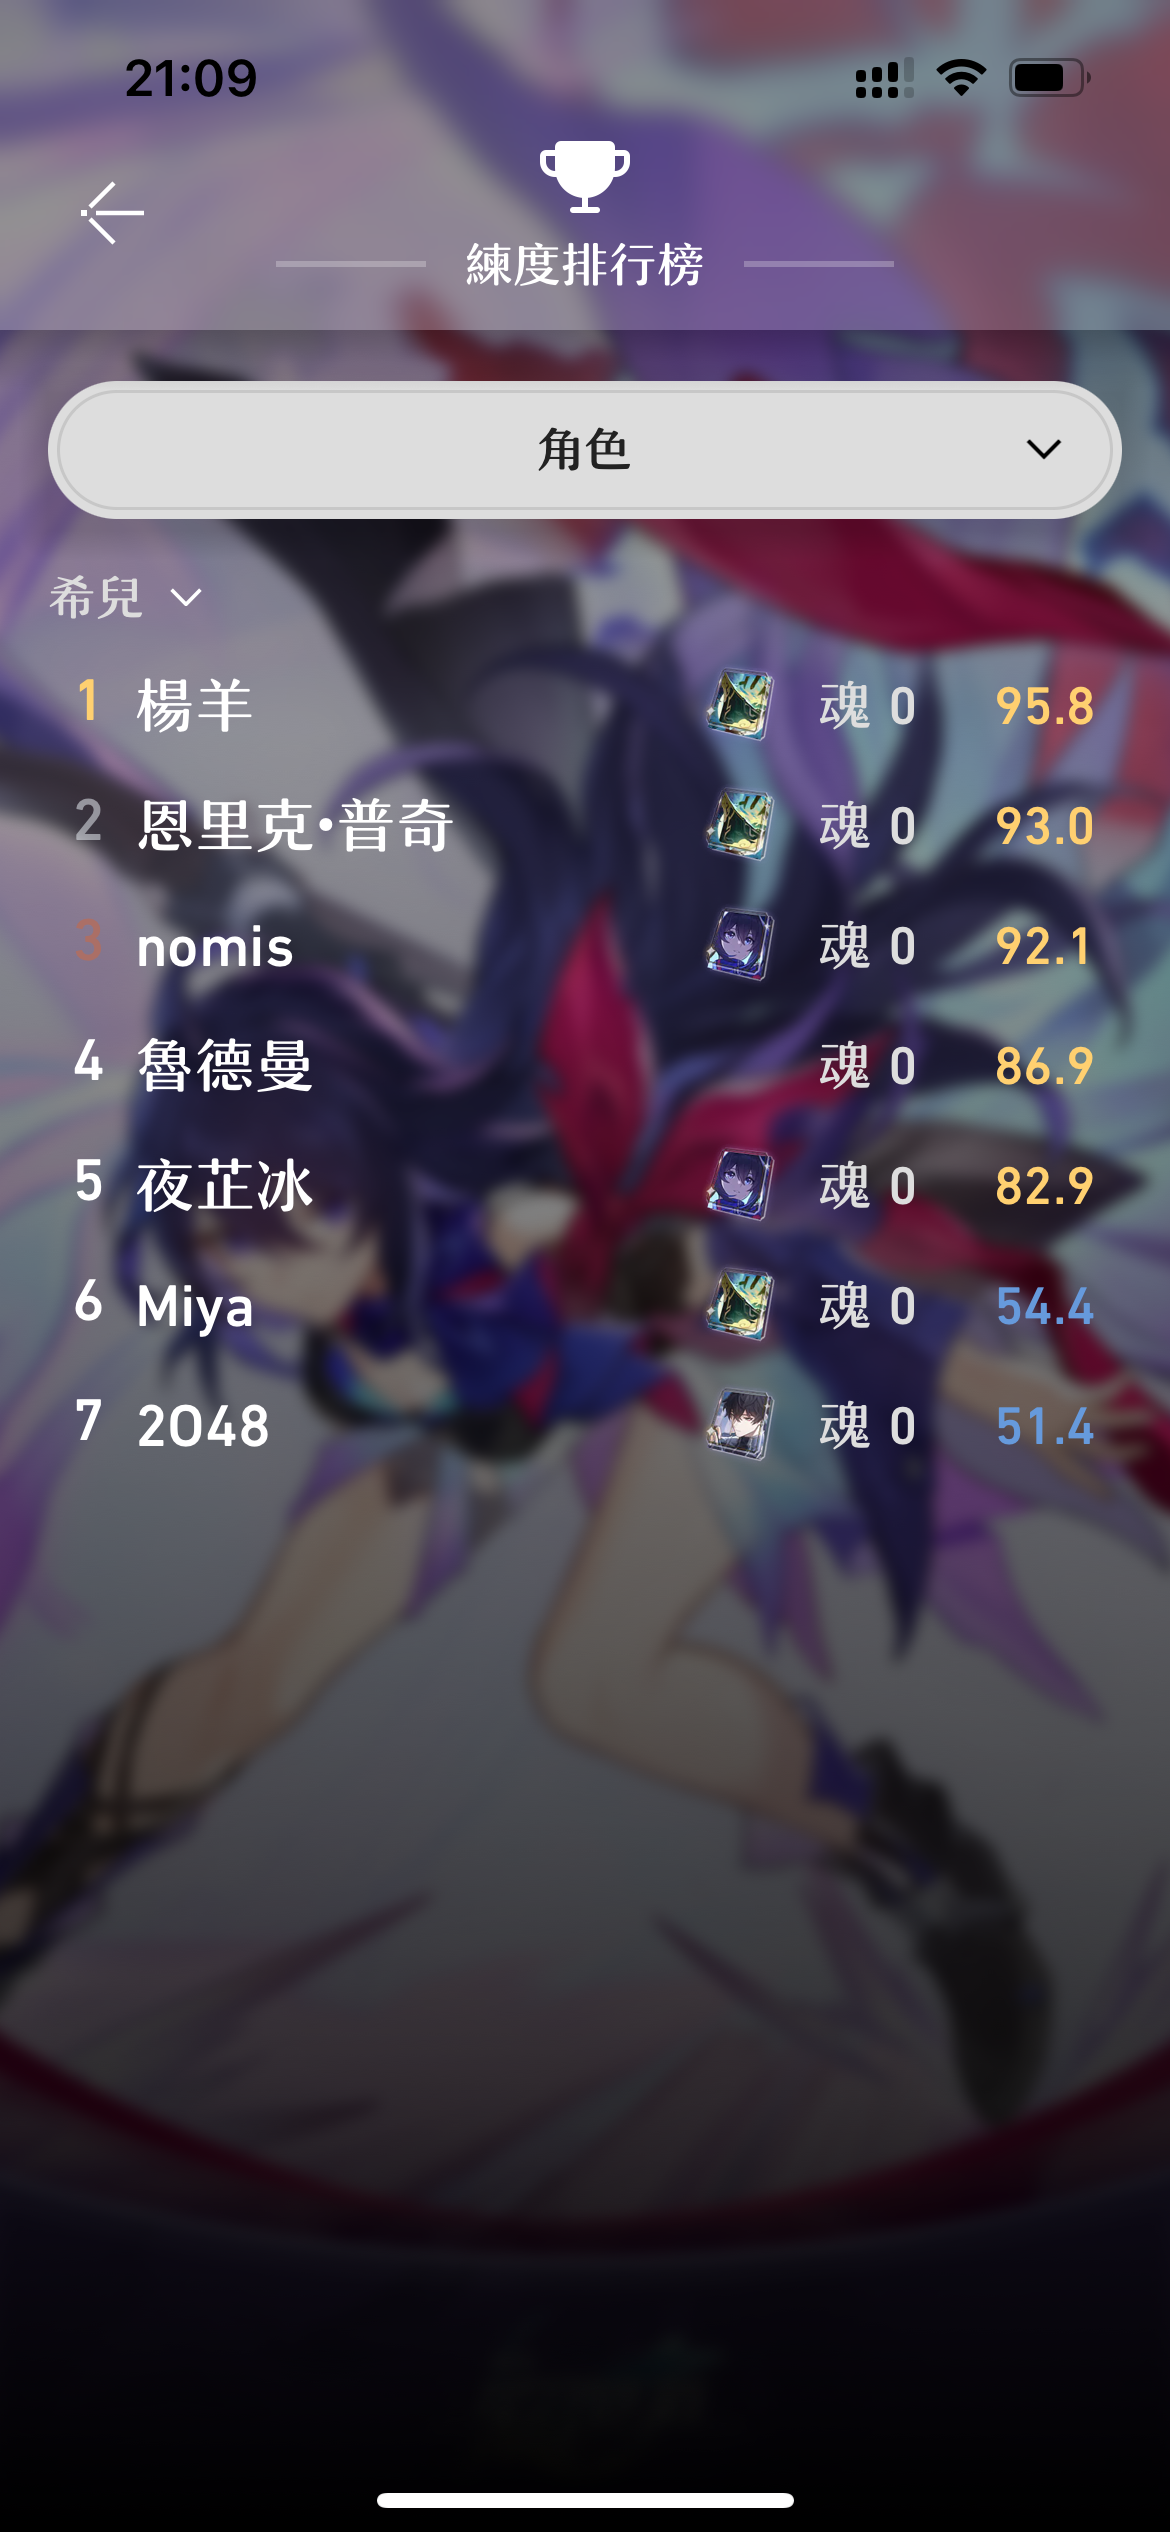 21:09
練度排行榜
角色
希兒
1 楊羊 魂 0 95.8
2 恩里克·普奇 魂 0 93.0
3 nomis 魂 0 92.1
4 魯德曼 魂 0 86.9
5 夜芷冰 魂 0 82.9
6 Miya 魂 0 54.4
7 2048 魂 0 51.4